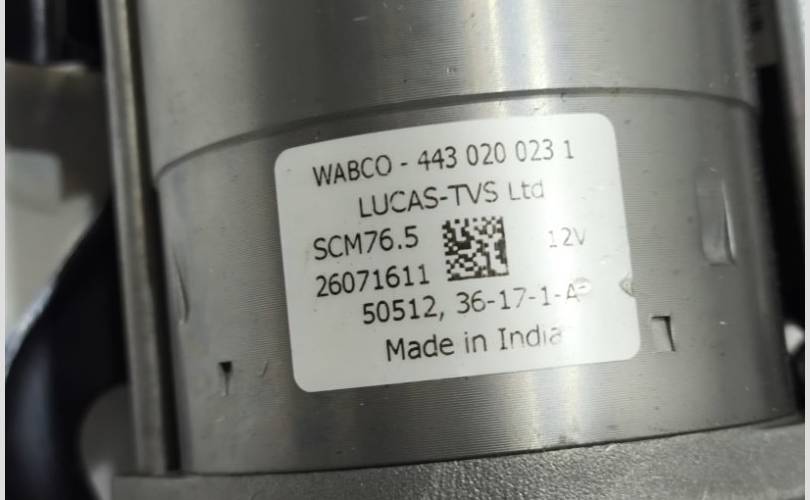 WABCO - 443 020 023 1
LUCAS-TVS Ltd
SCM76.5 12V
26071611
50512, 36-17-1-A
Made in India